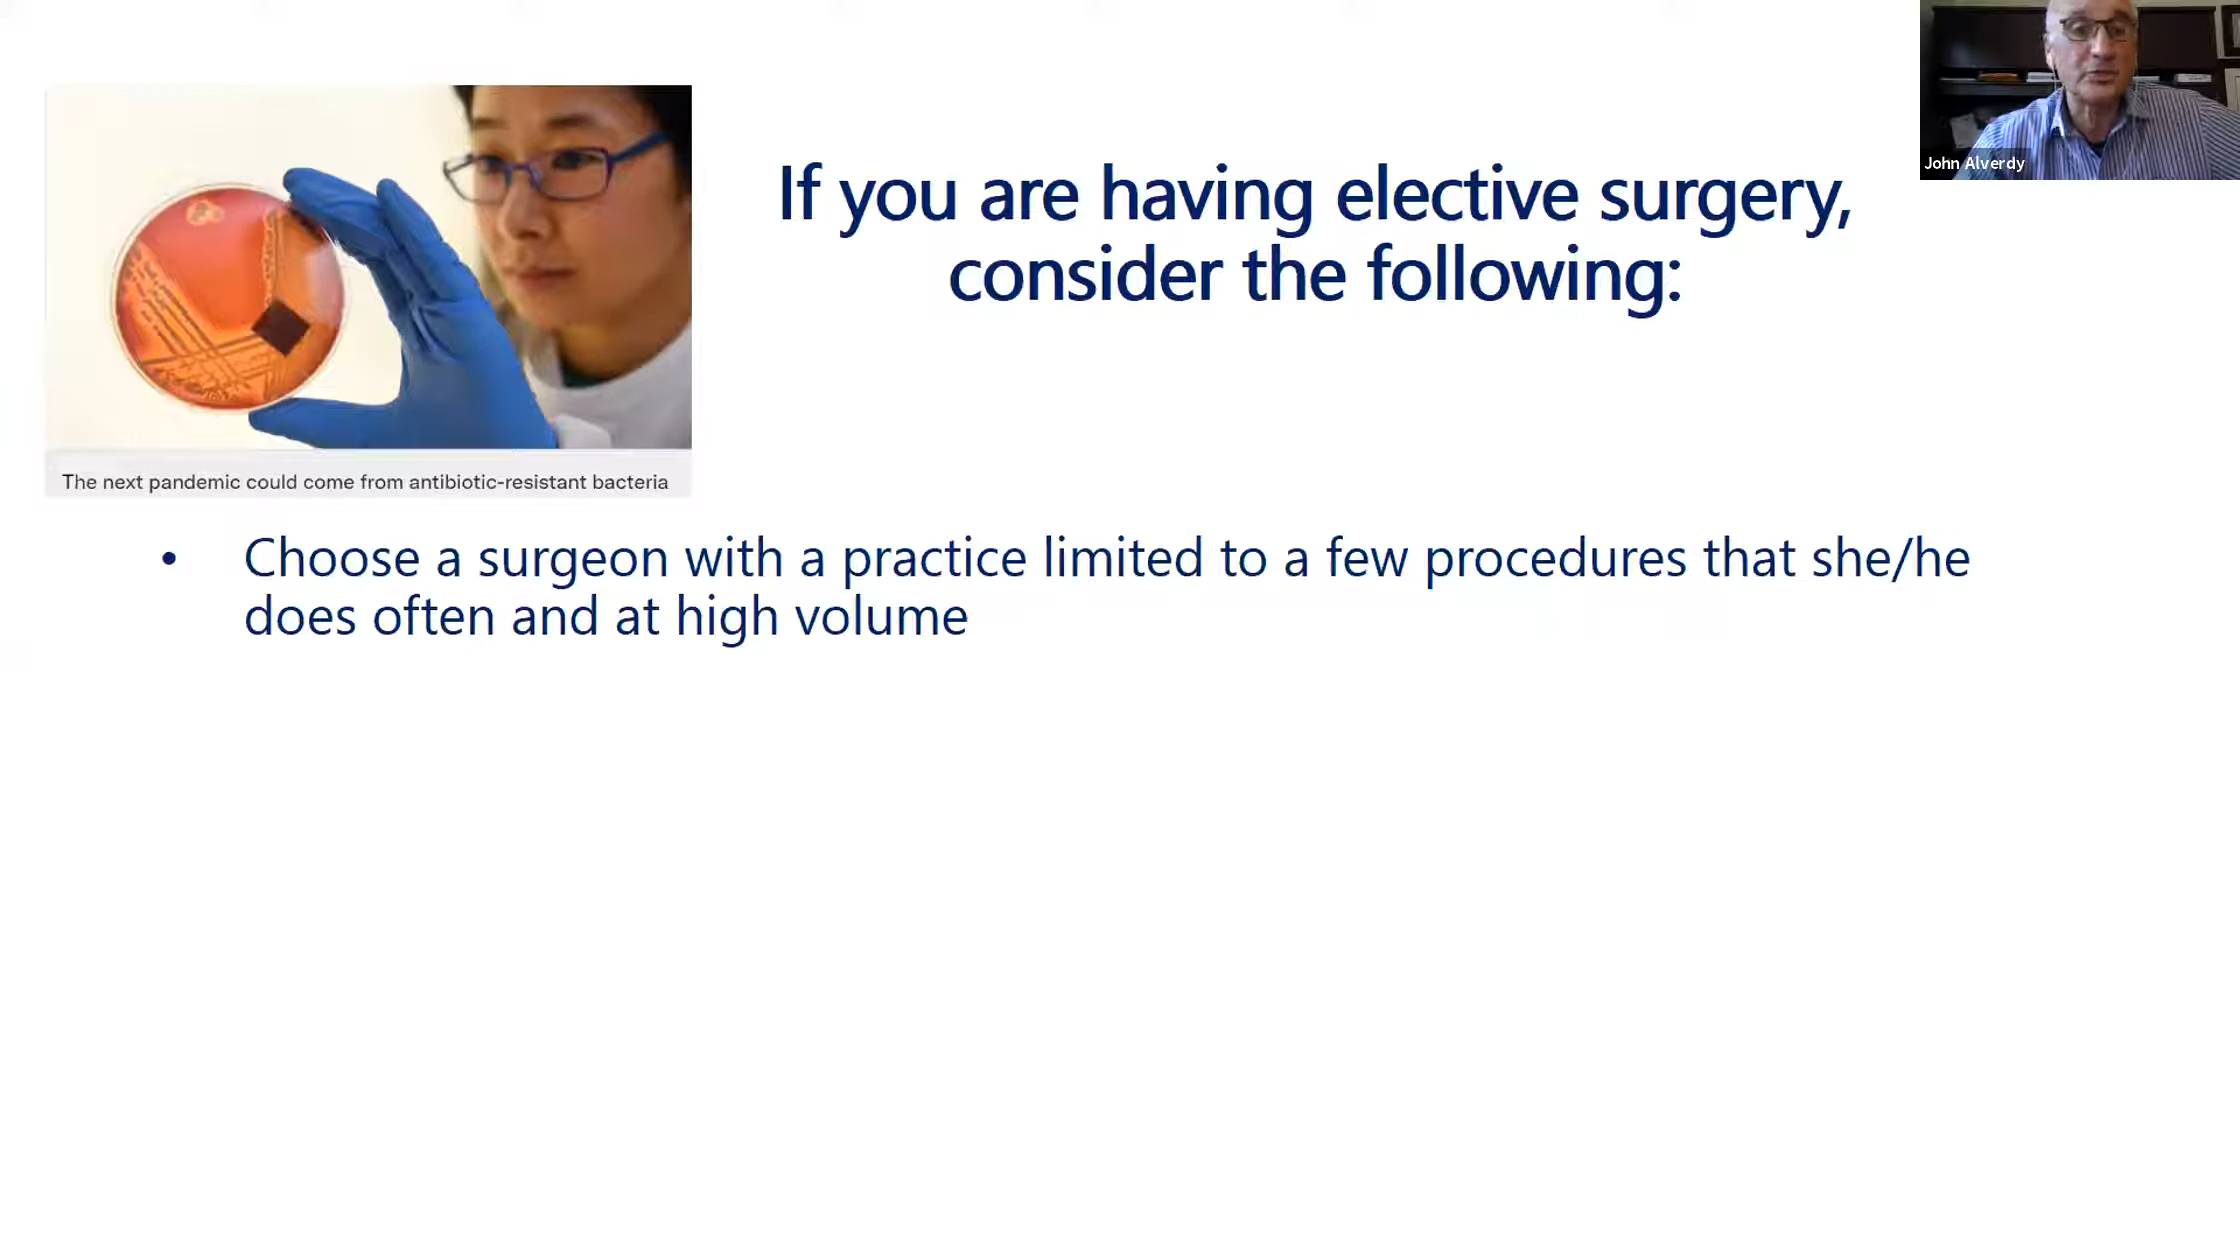 John Alverdy
If you are having elective surgery,
consider the following:
The next pandemic could come from antibiotic-resistant bacteria
• Choose a surgeon with a practice limited to a few procedures that she/he
does often and at high volume